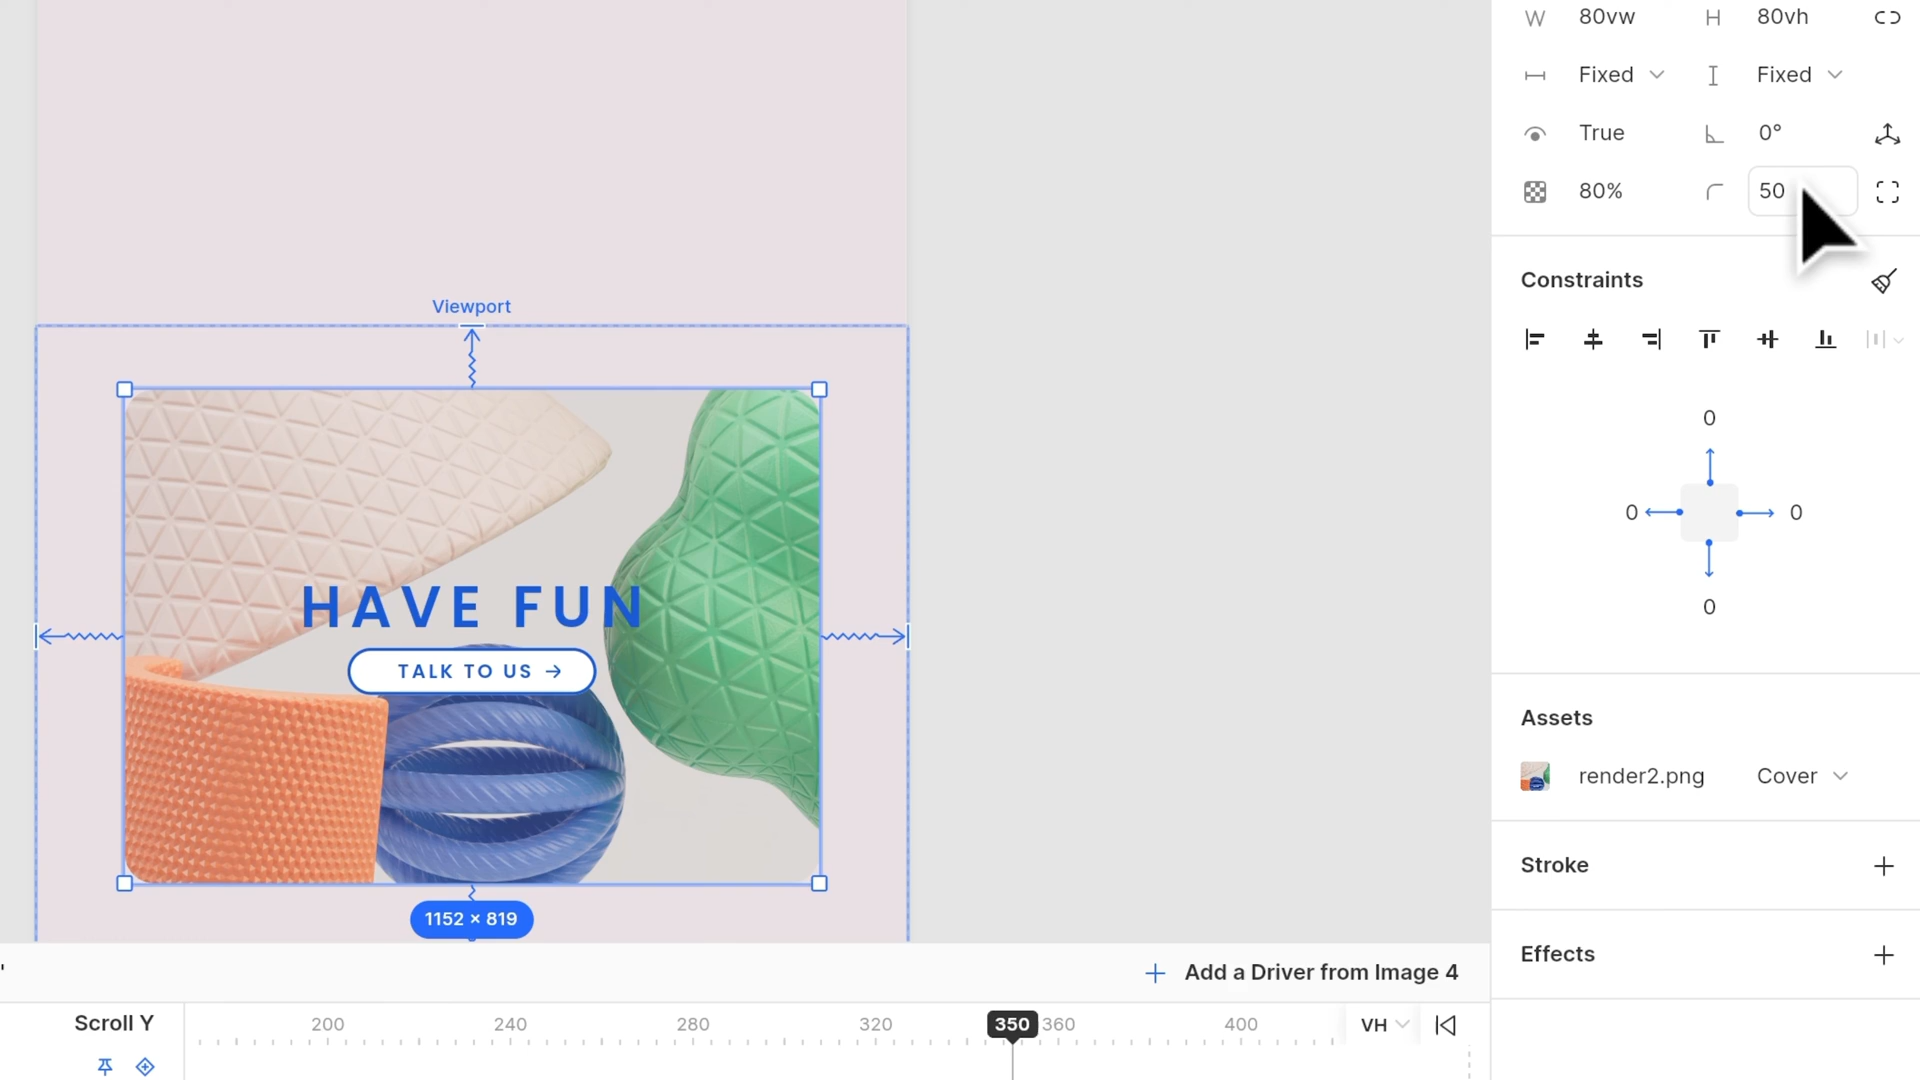 W 80vw H 80vh
Fixed Fixed
True 0°
80% 50
Constraints
0
0 0
0
Assets
render2.png Cover
Stroke
Effects
Viewport
HAVE FUN
TALK TO US →
1152 × 819
+ Add a Driver from Image 4
Scroll Y 200 240 280 320 350 360 400 VH